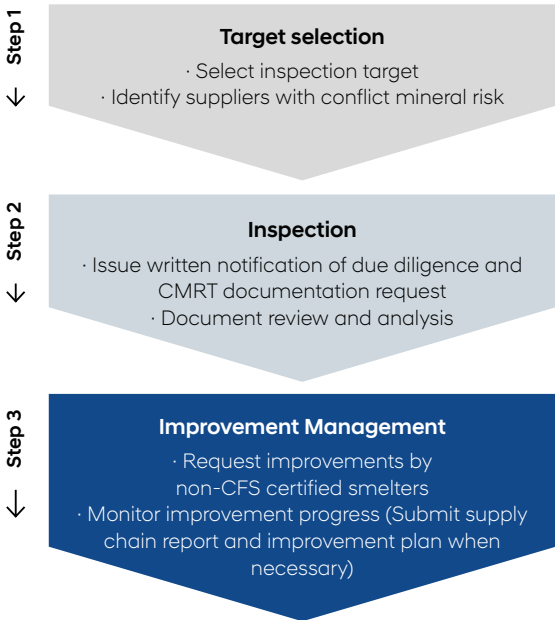 Step 1
Target selection
· Select inspection target
· Identify suppliers with conflict mineral risk
Step 2
Inspection
· Issue written notification of due diligence and
CMRT documentation request
· Document review and analysis
Step 3
Improvement Management
· Request improvements by
non-CFS certified smelters
· Monitor improvement progress (Submit supply
chain report and improvement plan when
necessary)